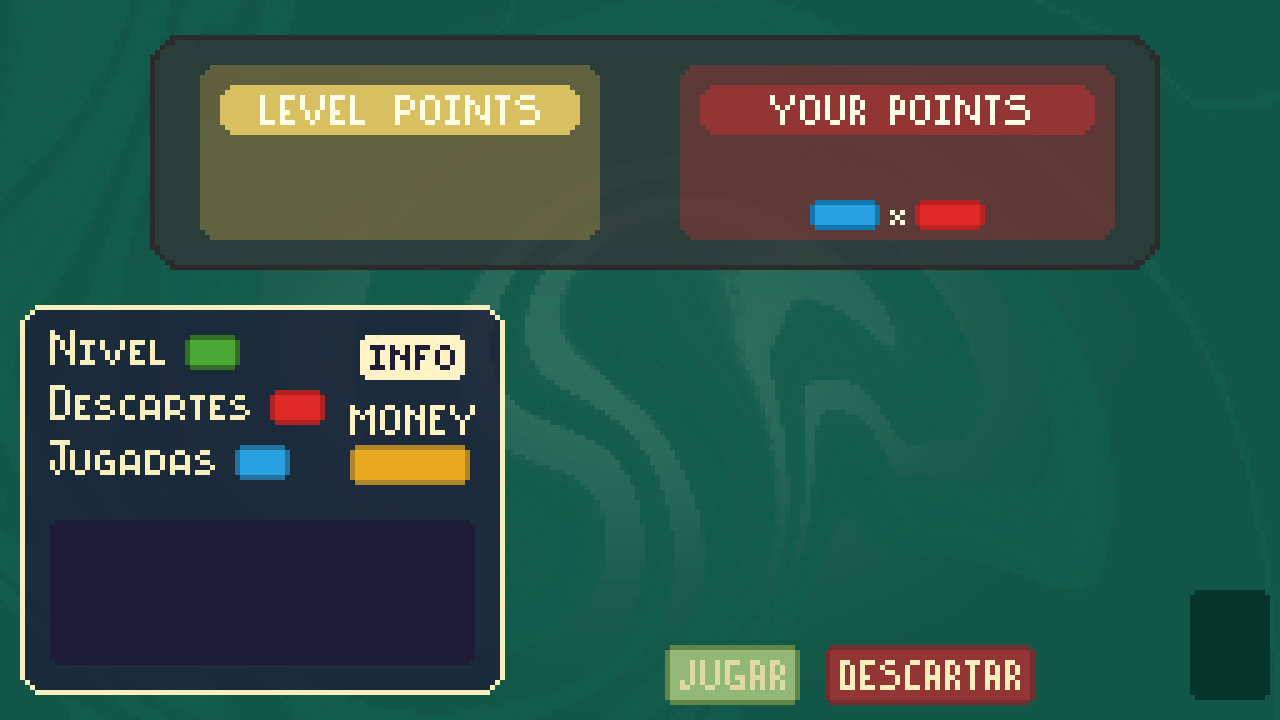 LEVEL POINTS
YOUR POINTS
x
NIVEL
INFO
DESCARTES
MONEY
JUGADAS
JUGAR
DESCARTAR